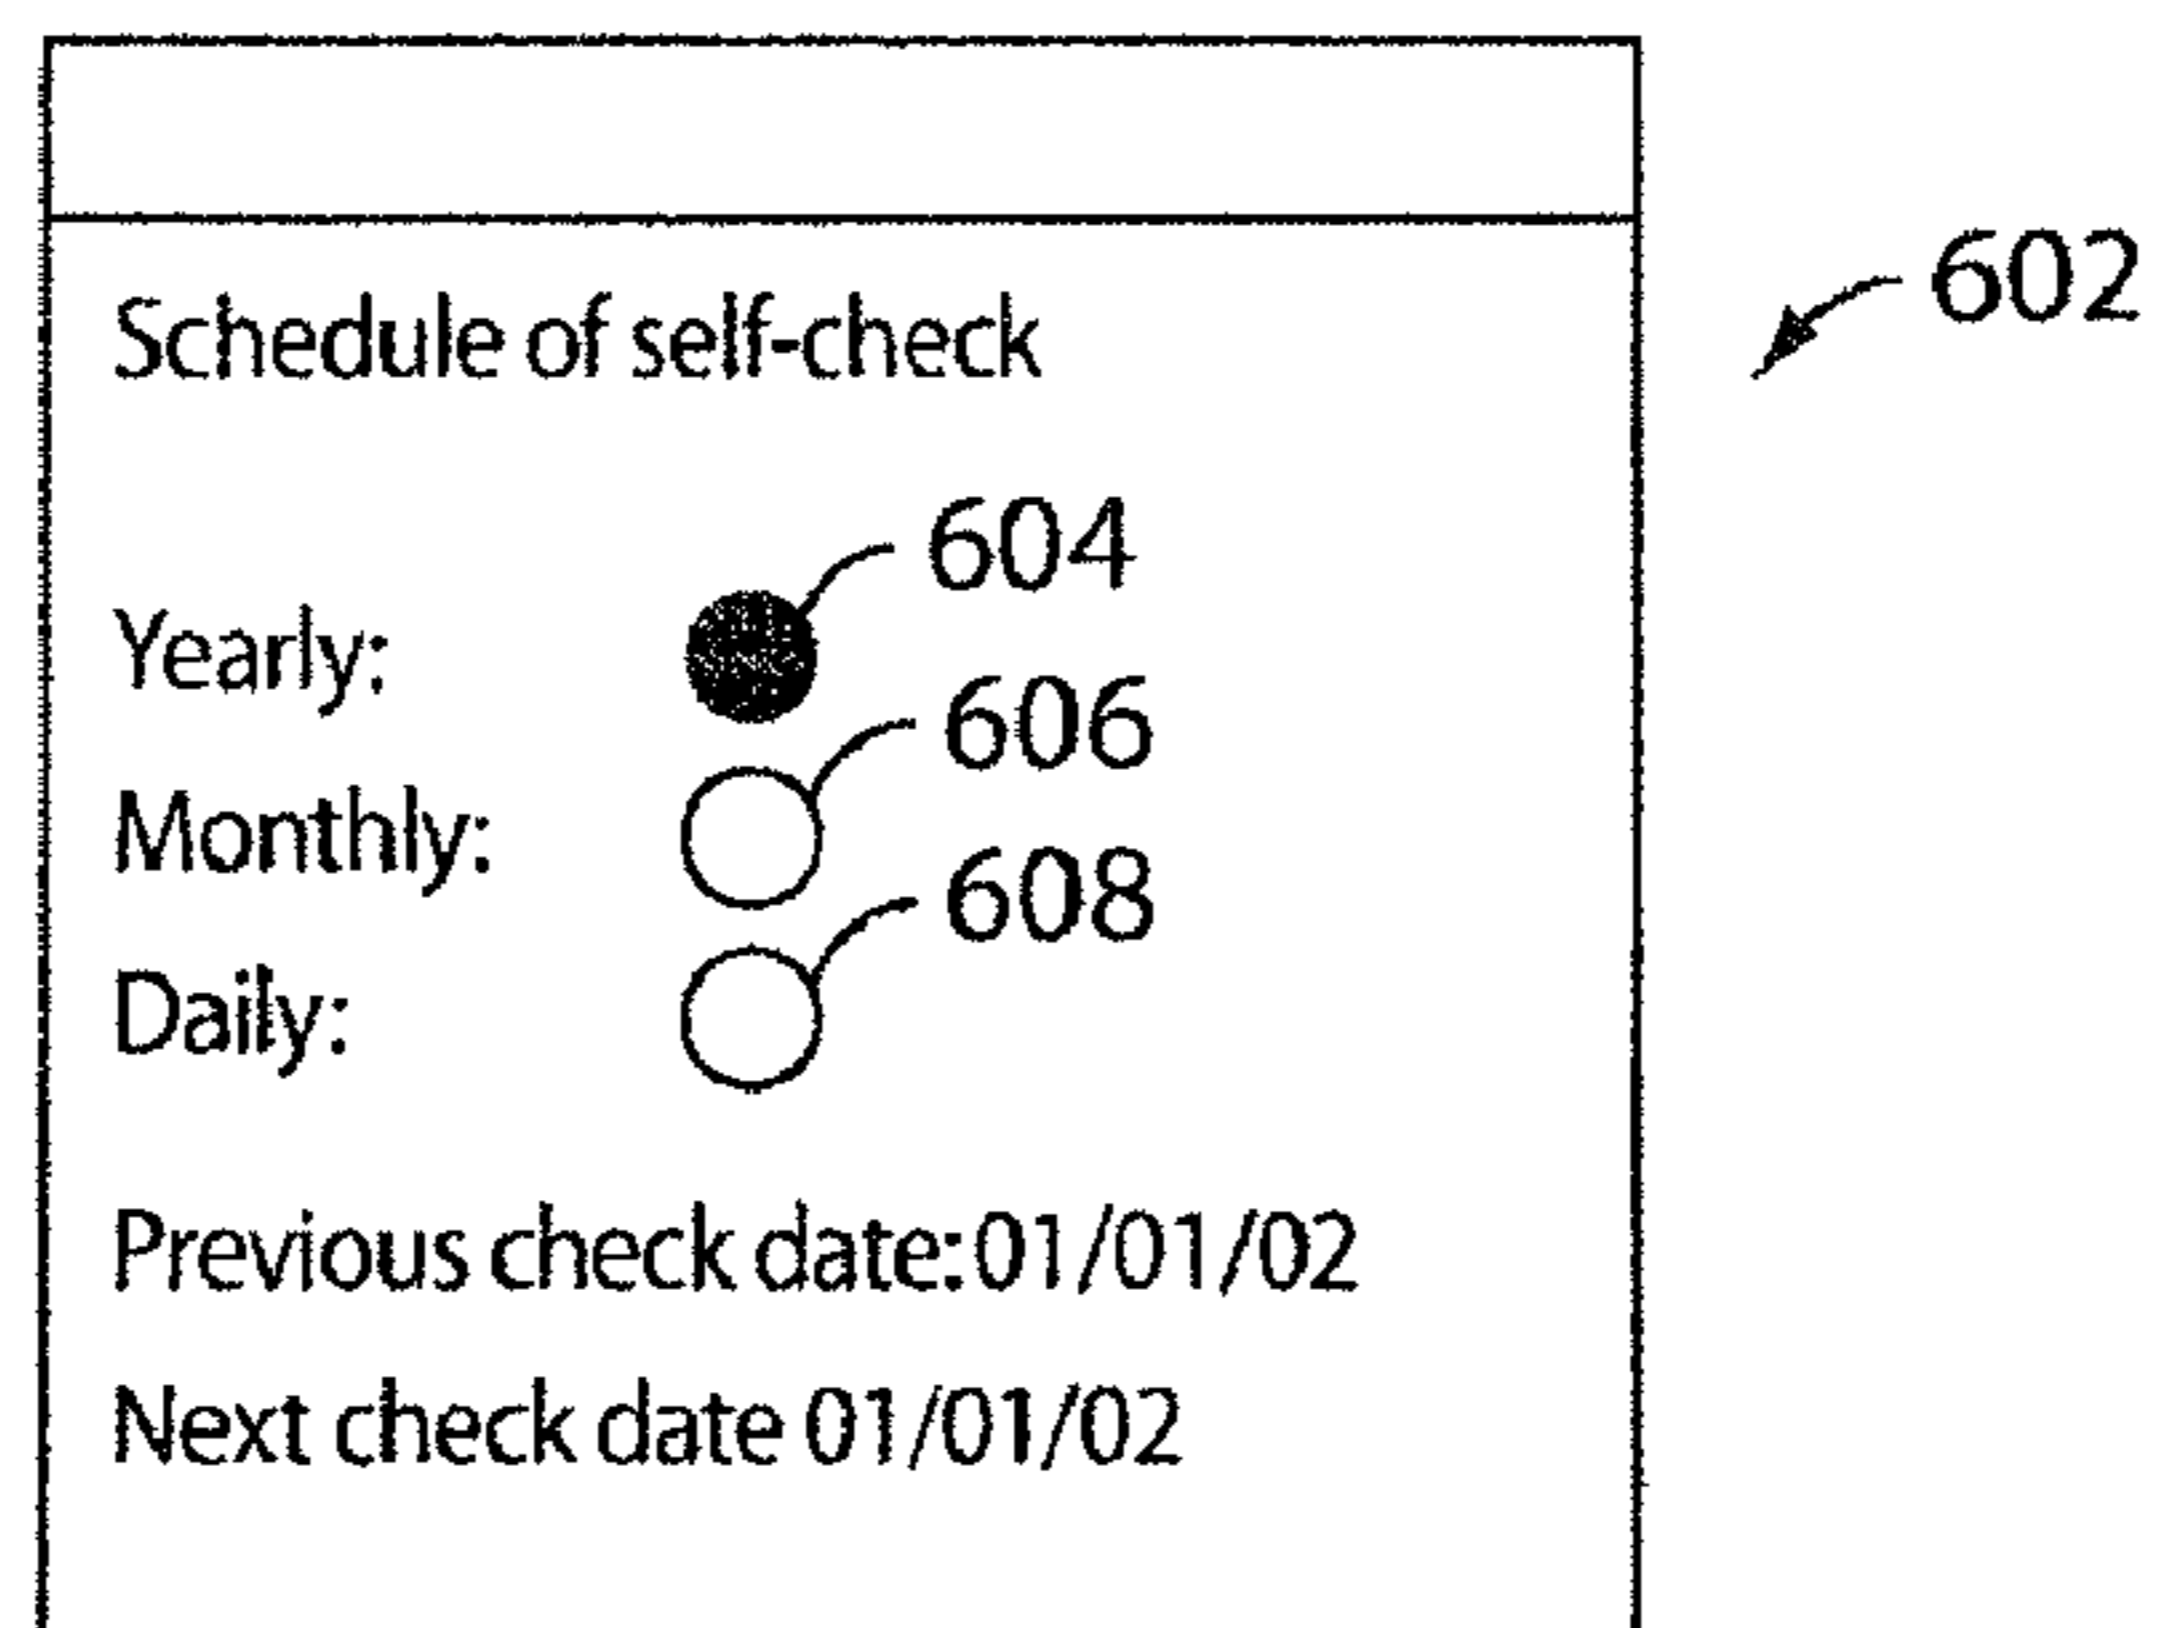 602
Schedule of self-check
604
Yearly:
606
Monthly:
608
Daily:
Previous check date: 01/01/02
Next check date 01/01/02